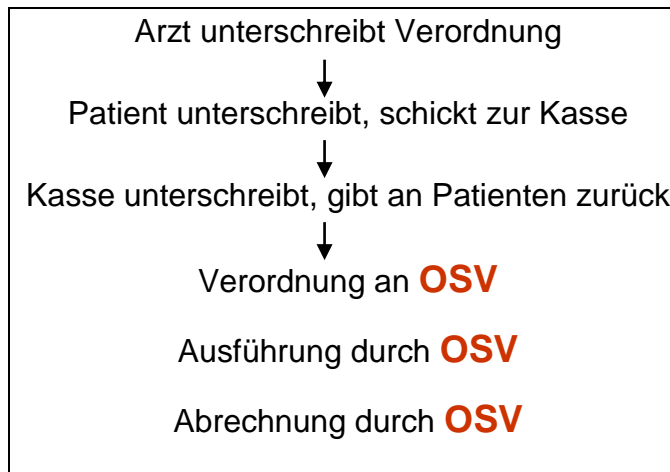 Arzt unterschreibt Verordnung
Patient unterschreibt, schickt zur Kasse
Kasse unterschreibt, gibt an Patienten zurück
Verordnung an OSV
Ausführung durch OSV
Abrechnung durch OSV